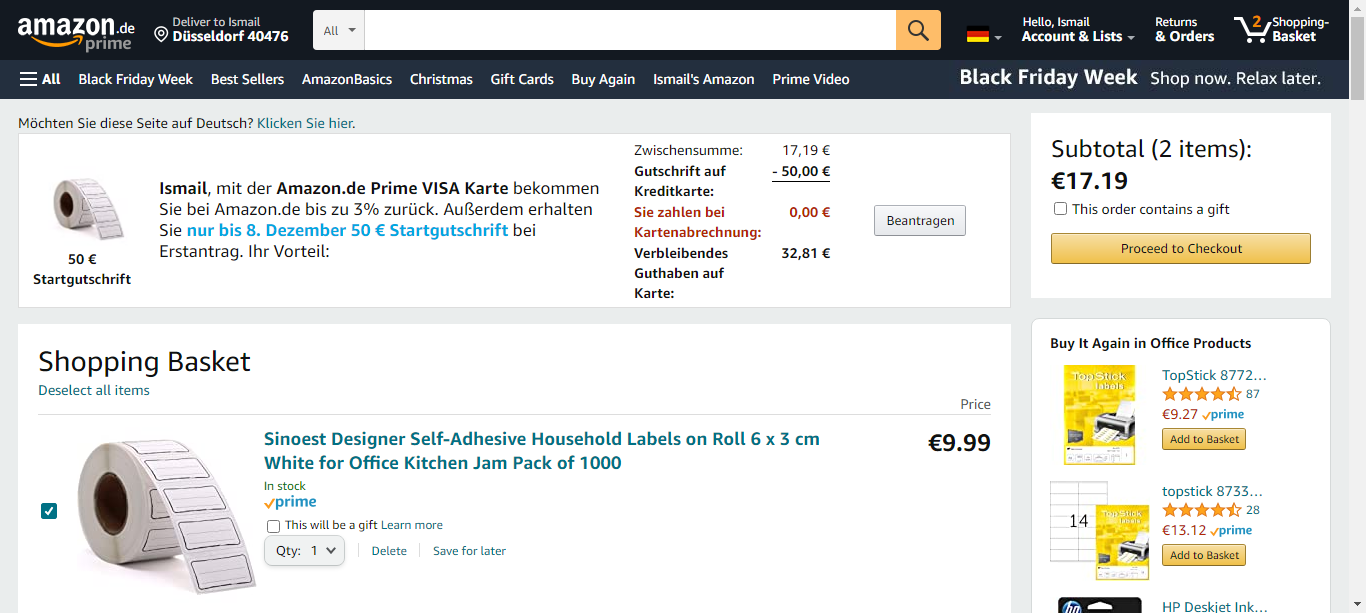 amazon.de
prime
Deliver to Ismail
Düsseldorf 40476
All
Hello, Ismail
Account & Lists
Returns
& Orders
2
Shopping-
Basket
All
Black Friday Week
Best Sellers
AmazonBasics
Christmas
Gift Cards
Buy Again
Ismail's Amazon
Prime Video
Black Friday Week Shop now. Relax later.
Möchten Sie diese Seite auf Deutsch? Klicken Sie hier.
50 €
Startgutschrift
Ismail, mit der Amazon.de Prime VISA Karte bekommen
Sie bei Amazon.de bis zu 3% zurück. Außerdem erhalten
Sie nur bis 8. Dezember 50 € Startgutschrift bei
Erstantrag. Ihr Vorteil:
Zwischensumme: 17,19 €
Gutschrift auf - 50,00 €
Kreditkarte:
Sie zahlen bei 0,00 €
Kartenabrechnung:
Verbleibendes 32,81 €
Guthaben auf
Karte:
Beantragen
Subtotal (2 items):
€17.19
This order contains a gift
Proceed to Checkout
Shopping Basket
Deselect all items
Price
Sinoest Designer Self-Adhesive Household Labels on Roll 6 x 3 cm
White for Office Kitchen Jam Pack of 1000
€9.99
In stock
prime
This will be a gift Learn more
Qty: 1
Delete
Save for later
Buy It Again in Office Products
TopStick
labels
TopStick 8772…
87
€9.27 prime
Add to Basket
14
TopStick
labels
topstick 8733…
28
€13.12 prime
Add to Basket
hp
HP Deskjet Ink…